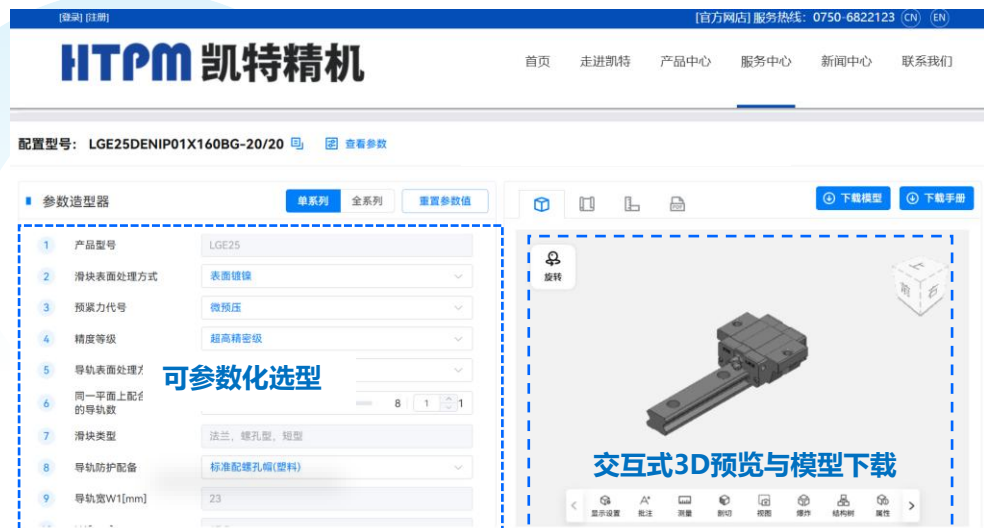 [登录] [注册]
[官方网店] 服务热线：0750-6822123 CN EN
HTPM 凯特精机
首页 走进凯特 产品中心 服务中心 新闻中心 联系我们
配置型号： LGE25DENIP01X160BG-20/20 查看参数
参数造型器 单系列 全系列 重置参数值
下载模型 下载手册
1 产品型号 LGE25
2 滑块表面处理方式 表面镀镍
3 预紧力代号 微预压
4 精度等级 超高精密级
5 导轨表面处理
可参数化选型
6 同一平面上配合的导轨数 8 1 1
7 滑块类型 法兰，螺孔型，短型
8 导轨防护配备 标准配螺孔帽(塑料)
9 导轨宽W1[mm] 23
旋转
上 前 右
交互式3D预览与模型下载
显示设置 批注 测量 剖切 视图 爆炸 结构树 属性